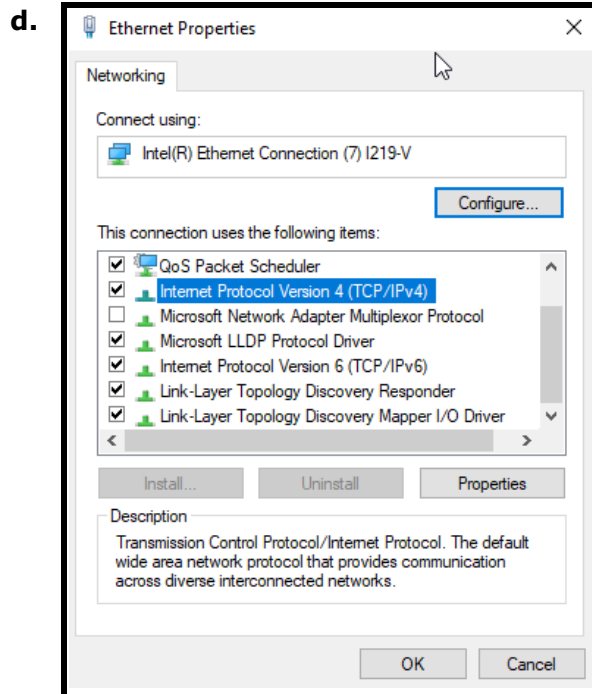 d.
Ethernet Properties
Networking
Connect using:
Intel(R) Ethernet Connection (7) I219-V
Configure...
This connection uses the following items:
QoS Packet Scheduler
Internet Protocol Version 4 (TCP/IPv4)
Microsoft Network Adapter Multiplexor Protocol
Microsoft LLDP Protocol Driver
Internet Protocol Version 6 (TCP/IPv6)
Link-Layer Topology Discovery Responder
Link-Layer Topology Discovery Mapper I/O Driver
Install... Uninstall Properties
Description
Transmission Control Protocol/Internet Protocol. The default
wide area network protocol that provides communication
across diverse interconnected networks.
OK Cancel